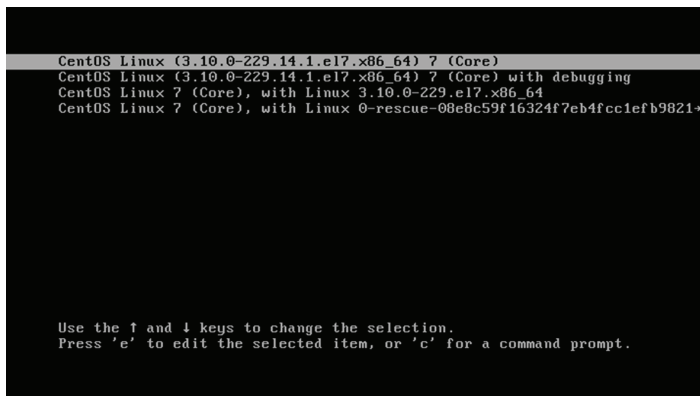 CentOS Linux (3.10.0-229.14.1.el7.x86_64) 7 (Core)
CentOS Linux (3.10.0-229.14.1.el7.x86_64) 7 (Core) with debugging
CentOS Linux 7 (Core), with Linux 3.10.0-229.el7.x86_64
CentOS Linux 7 (Core), with Linux 0-rescue-08e8c59f16324f7eb4fcc1efb9821→
Use the ↑ and ↓ keys to change the selection.
Press 'e' to edit the selected item, or 'c' for a command prompt.